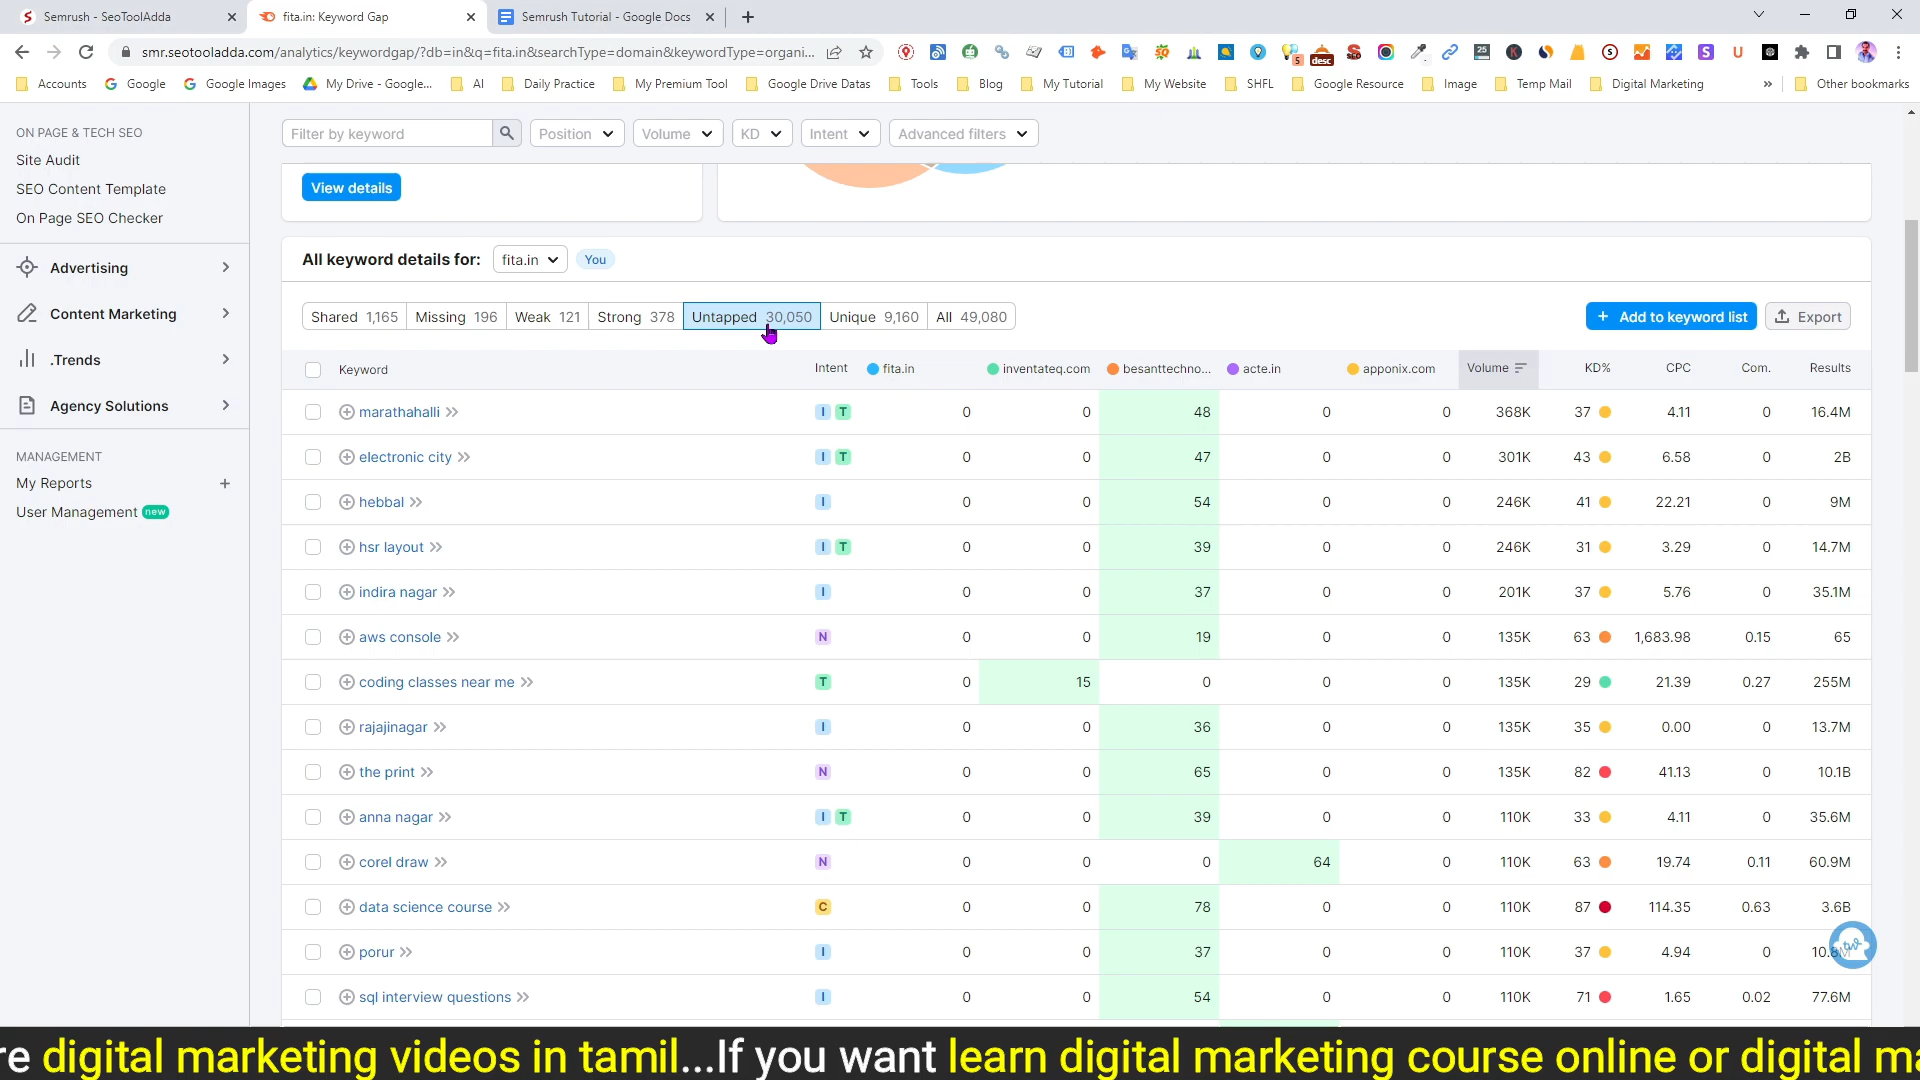 Semrush - SeoToolAdda
fita.in: Keyword Gap
Semrush Tutorial - Google Docs
smr.seotooladda.com/analytics/keywordgap/?db=in&q=fita.in&searchType=domain&keywordType=organi...
Accounts Google Google Images My Drive - Google... AI Daily Practice My Premium Tool Google Drive Datas Tools Blog My Tutorial My Website SHFL Google Resource Image Temp Mail Digital Marketing » Other bookmarks
ON PAGE & TECH SEO
Site Audit
SEO Content Template
On Page SEO Checker
Advertising
Content Marketing
.Trends
Agency Solutions
MANAGEMENT
My Reports +
User Management new
Filter by keyword Position Volume KD Intent Advanced filters
View details
All keyword details for: fita.in You
Shared 1,165 Missing 196 Weak 121 Strong 378 Untapped 30,050 Unique 9,160 All 49,080
+ Add to keyword list Export
Keyword Intent fita.in inventateq.com besanttechno... acte.in apponix.com Volume KD% CPC Com. Results
marathahalli I T 0 0 48 0 0 368K 37 4.11 0 16.4M
electronic city I T 0 0 47 0 0 301K 43 6.58 0 2B
hebbal I 0 0 54 0 0 246K 41 22.21 0 9M
hsr layout I T 0 0 39 0 0 246K 31 3.29 0 14.7M
indira nagar I 0 0 37 0 0 201K 37 5.76 0 35.1M
aws console N 0 0 19 0 0 135K 63 1,683.98 0.15 65
coding classes near me T 0 15 0 0 0 135K 29 21.39 0.27 255M
rajajinagar I 0 0 36 0 0 135K 35 0.00 0 13.7M
the print N 0 0 65 0 0 135K 82 41.13 0 10.1B
anna nagar I T 0 0 39 0 0 110K 33 4.11 0 35.6M
corel draw N 0 0 0 64 0 110K 63 19.74 0.11 60.9M
data science course C 0 0 78 0 0 110K 87 114.35 0.63 3.6B
porur I 0 0 37 0 0 110K 37 4.94 0
sql interview questions I 0 0 54 0 0 110K 71 1.65 0.02 77.6M
re digital marketing videos in tamil...If you want learn digital marketing course online or digital ma